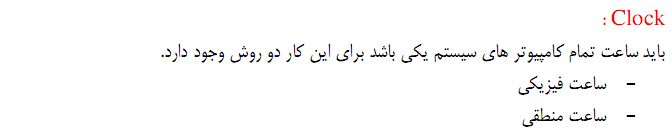 Clock :
باید ساعت تمام کامپیوتر های سیستم یکی باشد برای این کار دو روش وجود دارد.
- ساعت فیزیکی
- ساعت منطقی